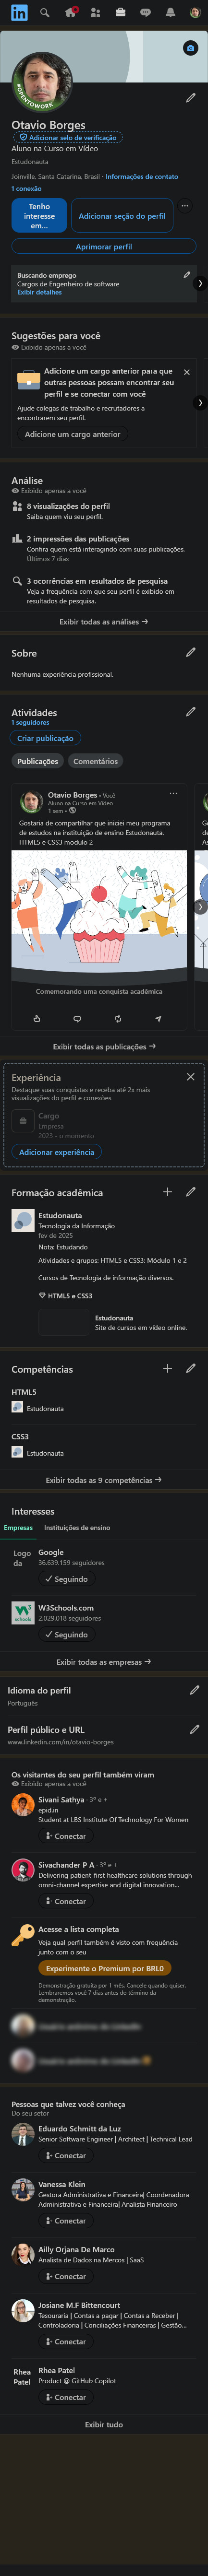 in
#OPENTOWORK
Otavio Borges
Adicionar selo de verificação
Aluno na Curso em Vídeo
Estudonauta
Joinville, Santa Catarina, Brasil · Informações de contato
1 conexão
Tenho interesse em...
Adicionar seção do perfil
Aprimorar perfil
Buscando emprego
Cargos de Engenheiro de software
Exibir detalhes
Sugestões para você
Exibido apenas a você
Adicione um cargo anterior para que
outras pessoas possam encontrar seu
perfil e se conectar com você
Ajude colegas de trabalho e recrutadores a
encontrarem seu perfil.
Adicione um cargo anterior
Análise
Exibido apenas a você
8 visualizações do perfil
Saiba quem viu seu perfil.
2 impressões das publicações
Confira quem está interagindo com suas publicações.
Últimos 7 dias
3 ocorrências em resultados de pesquisa
Veja a frequência com que seu perfil é exibido em
resultados de pesquisa.
Exibir todas as análises →
Sobre
Nenhuma experiência profissional.
Atividades
1 seguidores
Criar publicação
Publicações
Comentários
Otavio Borges • Você
Aluno na Curso em Vídeo
1 sem •
Gostaria de compartilhar que iniciei meu programa
de estudos na instituição de ensino Estudonauta.
HTML5 e CSS3 modulo 2
Comemorando uma conquista acadêmica
Exibir todas as publicações →
Experiência
Destaque suas conquistas e receba até 2x mais
visualizações do perfil e conexões
Cargo
Empresa
2023 – o momento
Adicionar experiência
Formação acadêmica
Estudonauta
Tecnologia da Informação
fev de 2025
Nota: Estudando
Atividades e grupos: HTML5 e CSS3: Módulo 1 e 2
Cursos de Tecnologia de informação diversos.
HTML5 e CSS3
Estudonauta
Site de cursos em vídeo online.
Competências
HTML5
Estudonauta
CSS3
Estudonauta
Exibir todas as 9 competências →
Interesses
Empresas
Instituições de ensino
Logo
da
Google
36.639.159 seguidores
Seguindo
W3
schools
W3Schools.com
2.029.018 seguidores
Seguindo
Exibir todas as empresas →
Idioma do perfil
Português
Perfil público e URL
www.linkedin.com/in/otavio-borges
Os visitantes do seu perfil também viram
Exibido apenas a você
Sivani Sathya · 3º e +
epid.in
Student at LBS Institute Of Technology For Women
Conectar
Sivachander P A · 3º e +
Delivering patient-first healthcare solutions through
omni-channel expertise and digital innovation...
Conectar
Acesse a lista completa
Veja qual perfil também é visto com frequência
junto com o seu
Experimente o Premium por BRL0
Demonstração gratuita por 1 mês. Cancele quando quiser.
Lembraremos você 7 dias antes do término da
demonstração.
Pessoas que talvez você conheça
Do seu setor
Eduardo Schmitt da Luz
Senior Software Engineer | Architect | Technical Lead
Conectar
Vanessa Klein
Gestora Administrativa e Financeira| Coordenadora
Administrativa e Financeira| Analista Financeiro
Conectar
Ailly Orjana De Marco
Analista de Dados na Mercos | SaaS
Conectar
Josiane M.F Bittencourt
Tesouraria | Contas a pagar | Contas a Receber |
Controladoria | Conciliações Financeiras | Gestão...
Conectar
Rhea
Patel
Rhea Patel
Product @ GitHub Copilot
Conectar
Exibir tudo